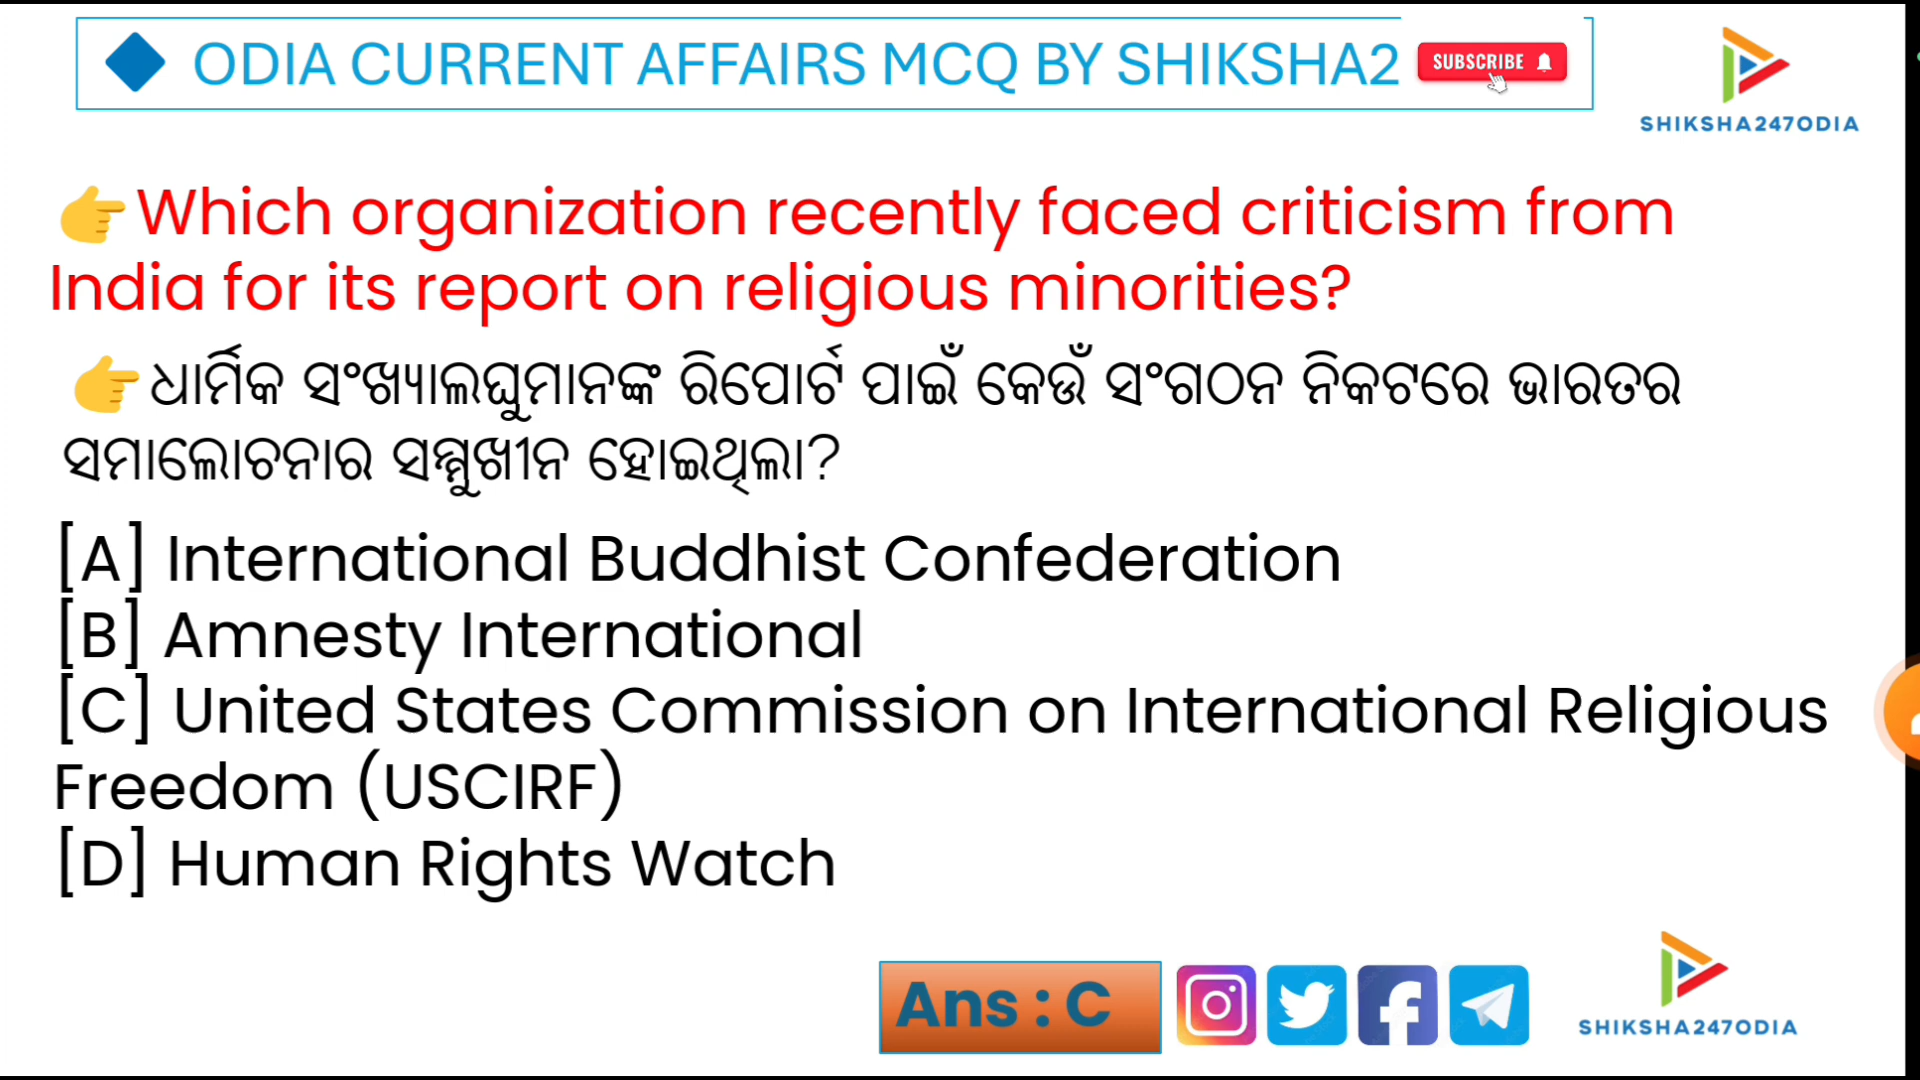 ODIA CURRENT AFFAIRS MCQ BY SHIKSHA2
SUBSCRIBE
SHIKSHA247ODIA
👉Which organization recently faced criticism from
India for its report on religious minorities?
👉ଧାର୍ମିକ ସଂଖ୍ୟାଲଘୁମାନଙ୍କ ରିପୋର୍ଟ ପାଇଁ କେଉଁ ସଂଗଠନ ନିକଟରେ ଭାରତର
ସମାଲୋଚନାର ସମ୍ମୁଖୀନ ହୋଇଥିଲା?
[A] International Buddhist Confederation
[B] Amnesty International
[C] United States Commission on International Religious
Freedom (USCIRF)
[D] Human Rights Watch
Ans : C
SHIKSHA247ODIA